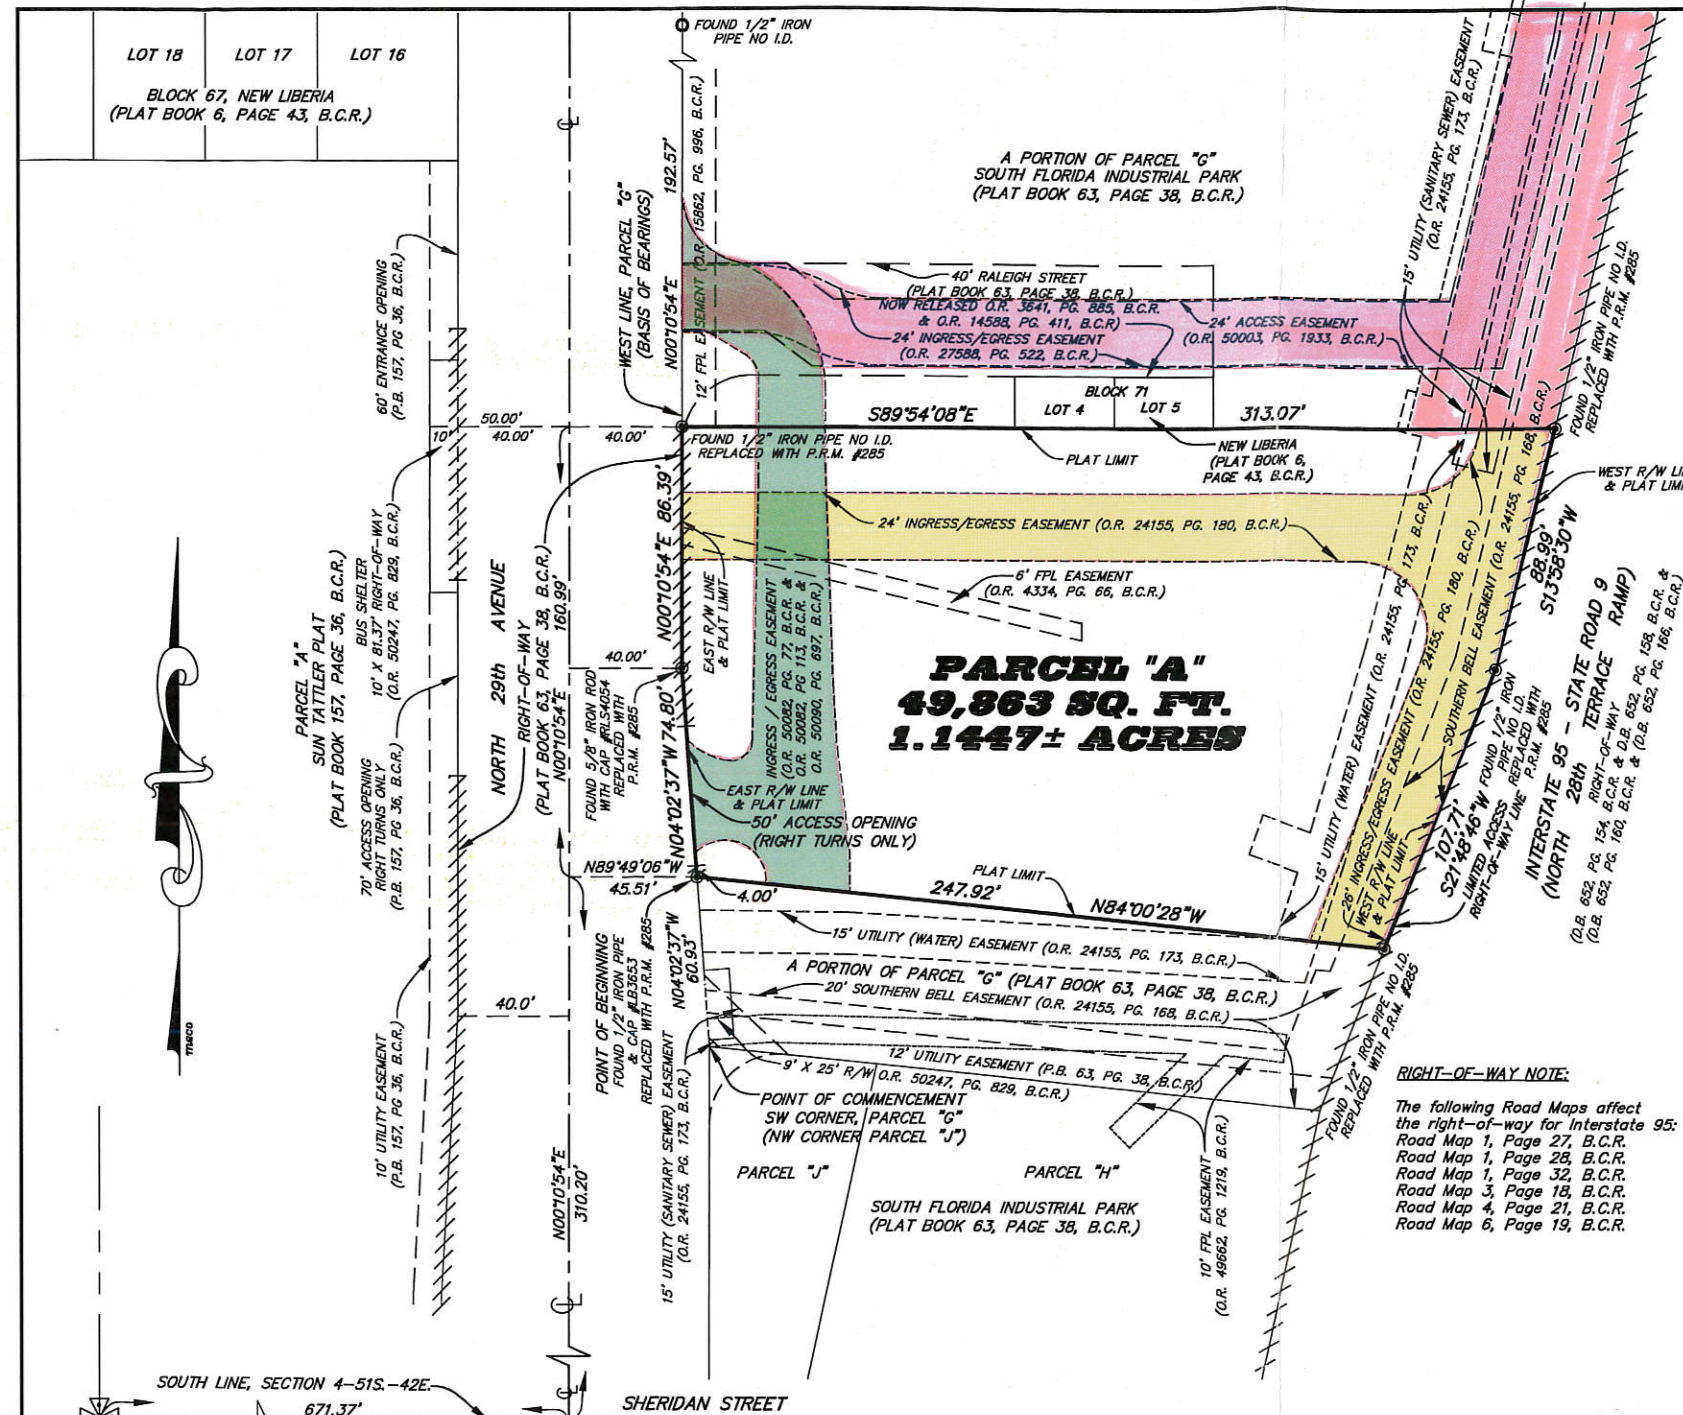 FOUND 1/2" IRON
PIPE NO I.D.
LOT 18
LOT 17
LOT 16
BLOCK 67, NEW LIBERIA
(PLAT BOOK 6, PAGE 43, B.C.R.)
192.57'
12' FPL EASEMENT (O.R. 15862, PG. 996, B.C.R.)
WEST LINE, PARCEL "G"
(BASIS OF BEARINGS)
N00°10'54"E
A PORTION OF PARCEL "G"
SOUTH FLORIDA INDUSTRIAL PARK
(PLAT BOOK 63, PAGE 38, B.C.R.)
15' UTILITY (SANITARY SEWER) EASEMENT
(O.R. 24155, PG. 173, B.C.R.)
60' ENTRANCE OPENING
(P.B. 157, PG 36, B.C.R.)
40' RALEIGH STREET
(PLAT BOOK 63, PAGE 38, B.C.R.)
NOW RELEASED O.R. 3641, PG. 885, B.C.R.
& O.R. 14588, PG. 411, B.C.R)
24' INGRESS/EGRESS EASEMENT
(O.R. 27588, PG. 522, B.C.R.)
24' ACCESS EASEMENT
(O.R. 50003, PG. 1933, B.C.R.)
FOUND 1/2" IRON PIPE NO I.D.
REPLACED WITH P.R.M. #285
BLOCK 71
LOT 4
LOT 5
S89°54'08"E
313.07'
50.00'
10'
40.00'
40.00'
FOUND 1/2" IRON PIPE NO I.D.
REPLACED WITH P.R.M. #285
PLAT LIMIT
NEW LIBERIA
(PLAT BOOK 6,
PAGE 43, B.C.R.)
WEST R/W LI
& PLAT LIMI
BUS SHELTER
10' X 81.37' RIGHT-OF-WAY
(O.R. 50247, PG. 829, B.C.R.)
PARCEL "A"
SUN TATTLER PLAT
(PLAT BOOK 157, PAGE 36, B.C.R.)
NORTH 29th AVENUE
RIGHT-OF-WAY
(PLAT BOOK 63, PAGE 38, B.C.R.)
N00°10'54"E 160.99'
N00°10'54"E 86.39'
EAST R/W LINE
& PLAT LIMIT
24' INGRESS/EGRESS EASEMENT (O.R. 24155, PG. 180, B.C.R.)
6' FPL EASEMENT
(O.R. 4334, PG. 66, B.C.R.)
88.99'
S13°58'30"W
40.00'
FOUND 5/8" IRON ROD
WITH CAP #RLS4054
REPLACED WITH
P.R.M. #285
INGRESS / EGRESS EASEMENT
(O.R. 50082, PG. 77, B.C.R. &
O.R. 50082, PG 113, B.C.R. &
O.R. 50090, PG 697, B.C.R.)
PARCEL "A"
49,863 SQ. FT.
1.1447± ACRES
15' UTILITY (WATER) EASEMENT (O.R. 24155, PG. 173, B.C.R.)
26' INGRESS/EGRESS EASEMENT (O.R. 24155, PG. 180, B.C.R.)
SOUTHERN BELL EASEMENT (O.R. 24155, PG. 168, B.C.R.)
FOUND 1/2" IRON
PIPE NO I.D.
REPLACED WITH
P.R.M. #285
INTERSTATE 95 - STATE ROAD 9
(NORTH 28th TERRACE RAMP)
RIGHT-OF-WAY
(D.B. 652, PG. 154, B.C.R. & D.B. 652, PG. 158, B.C.R. &
(D.B. 652, PG. 160, B.C.R. & (D.B. 652, PG. 166, B.C.R.)
70' ACCESS OPENING
RIGHT TURNS ONLY
(P.B. 157, PG 36, B.C.R.)
N04°02'37"W 74.80'
EAST R/W LINE
& PLAT LIMIT
50' ACCESS OPENING
(RIGHT TURNS ONLY)
107.71'
S21°48'46"W
LIMITED ACCESS
RIGHT-OF-WAY LINE
WEST R/W LINE
& PLAT LIMIT
N89°49'06"W
45.51'
4.00'
PLAT LIMIT
247.92'
N84°00'28"W
15' UTILITY (WATER) EASEMENT (O.R. 24155, PG. 173, B.C.R.)
A PORTION OF PARCEL "G" (PLAT BOOK 63, PAGE 38, B.C.R.)
20' SOUTHERN BELL EASEMENT (O.R. 24155, PG. 168, B.C.R.)
POINT OF BEGINNING
FOUND 1/2" IRON PIPE
& CAP #LB3653
REPLACED WITH P.R.M. #285
N04°02'37"W
60.93'
40.0'
meco
10' UTILITY EASEMENT
(P.B. 157, PG 36, B.C.R.)
12' UTILITY EASEMENT (P.B. 63, PG. 38, B.C.R.)
9' X 25' R/W O.R. 50247, PG. 829, B.C.R.)
POINT OF COMMENCEMENT
SW CORNER, PARCEL "G"
(NW CORNER PARCEL "J")
FOUND 1/2" IRON PIPE NO I.D.
REPLACED WITH P.R.M. #285
15' UTILITY (SANITARY SEWER) EASEMENT
(O.R. 24155, PG. 173, B.C.R.)
N00°10'54"E
310.20'
PARCEL "J"
PARCEL "H"
SOUTH FLORIDA INDUSTRIAL PARK
(PLAT BOOK 63, PAGE 38, B.C.R.)
10' FPL EASEMENT
(O.R. 49662, PG. 1219, B.C.R.)
RIGHT-OF-WAY NOTE:
The following Road Maps affect
the right-of-way for Interstate 95:
Road Map 1, Page 27, B.C.R.
Road Map 1, Page 28, B.C.R.
Road Map 1, Page 32, B.C.R.
Road Map 3, Page 18, B.C.R.
Road Map 4, Page 21, B.C.R.
Road Map 6, Page 19, B.C.R.
SOUTH LINE, SECTION 4-51S.-42E.
671.37'
SHERIDAN STREET